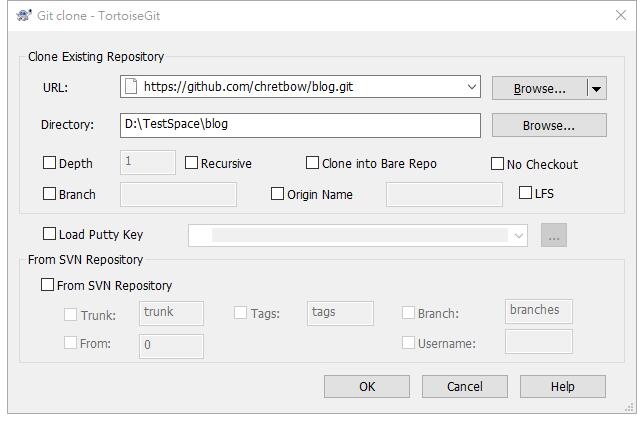 Git clone - TortoiseGit
Clone Existing Repository
URL: https://github.com/chretbow/blog.git Browse...
Directory: D:\TestSpace\blog Browse...
Depth 1 Recursive Clone into Bare Repo No Checkout
Branch Origin Name LFS
Load Putty Key ...
From SVN Repository
From SVN Repository
Trunk: trunk Tags: tags Branch: branches
From: 0 Username:
OK Cancel Help